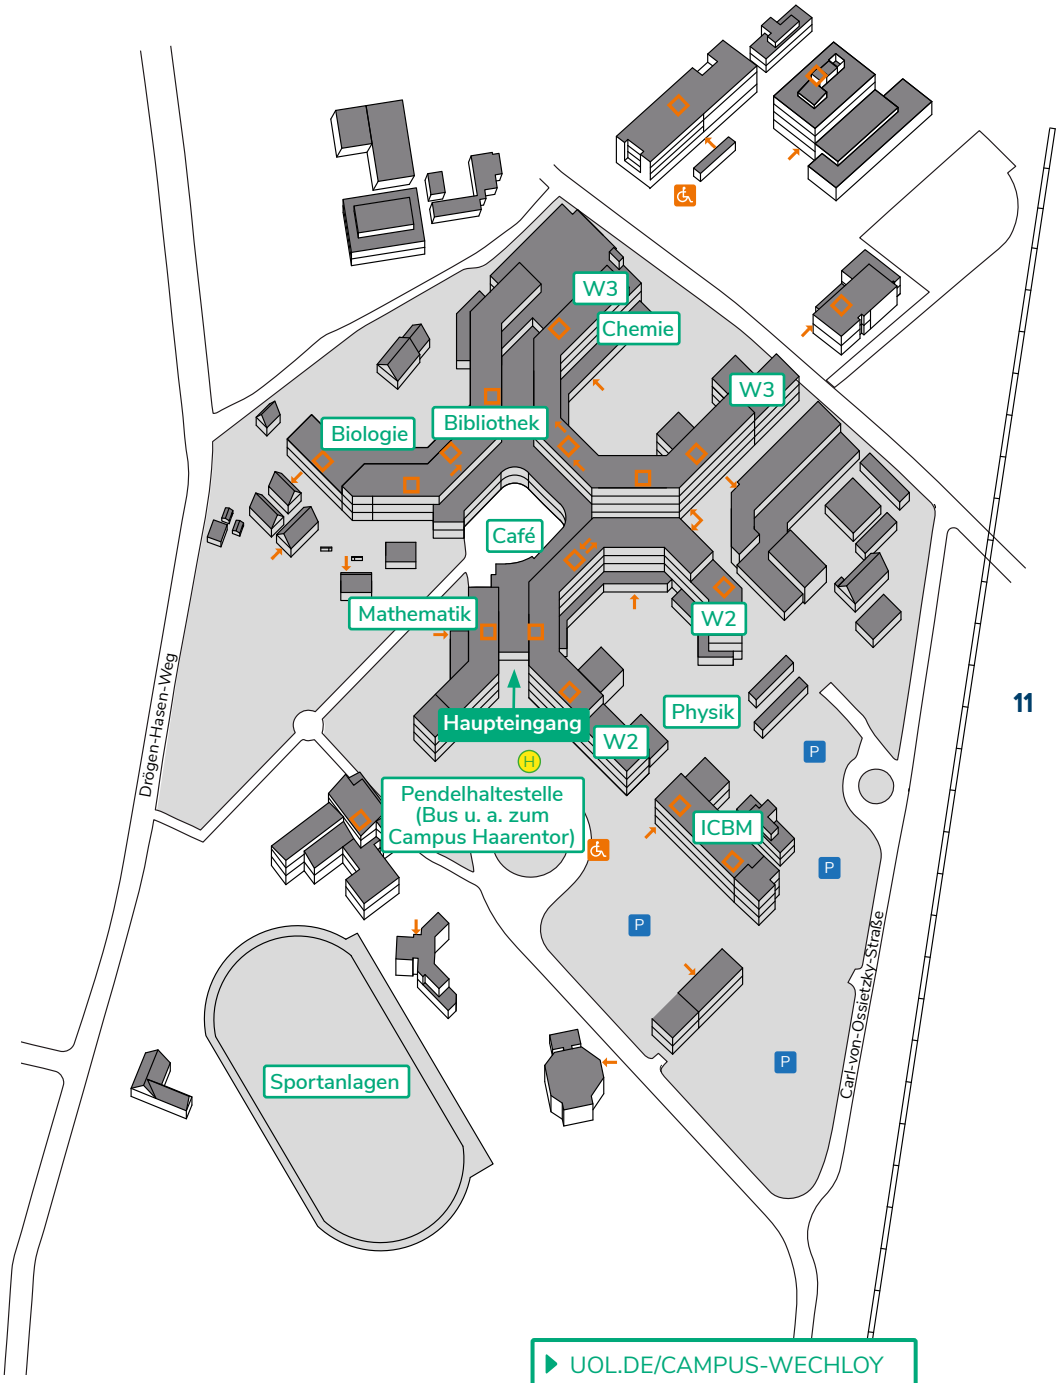 W3
Chemie
W3
Bibliothek
Biologie
Café
Mathematik
W2
Drögen-Hasen-Weg
11
Physik
Haupteingang
W2
H
P
Pendelhaltestelle
(Bus u. a. zum
Campus Haarentor)
ICBM
P
P
Carl-von-Ossietzky-Straße
P
Sportanlagen
UOL.DE/CAMPUS-WECHLOY